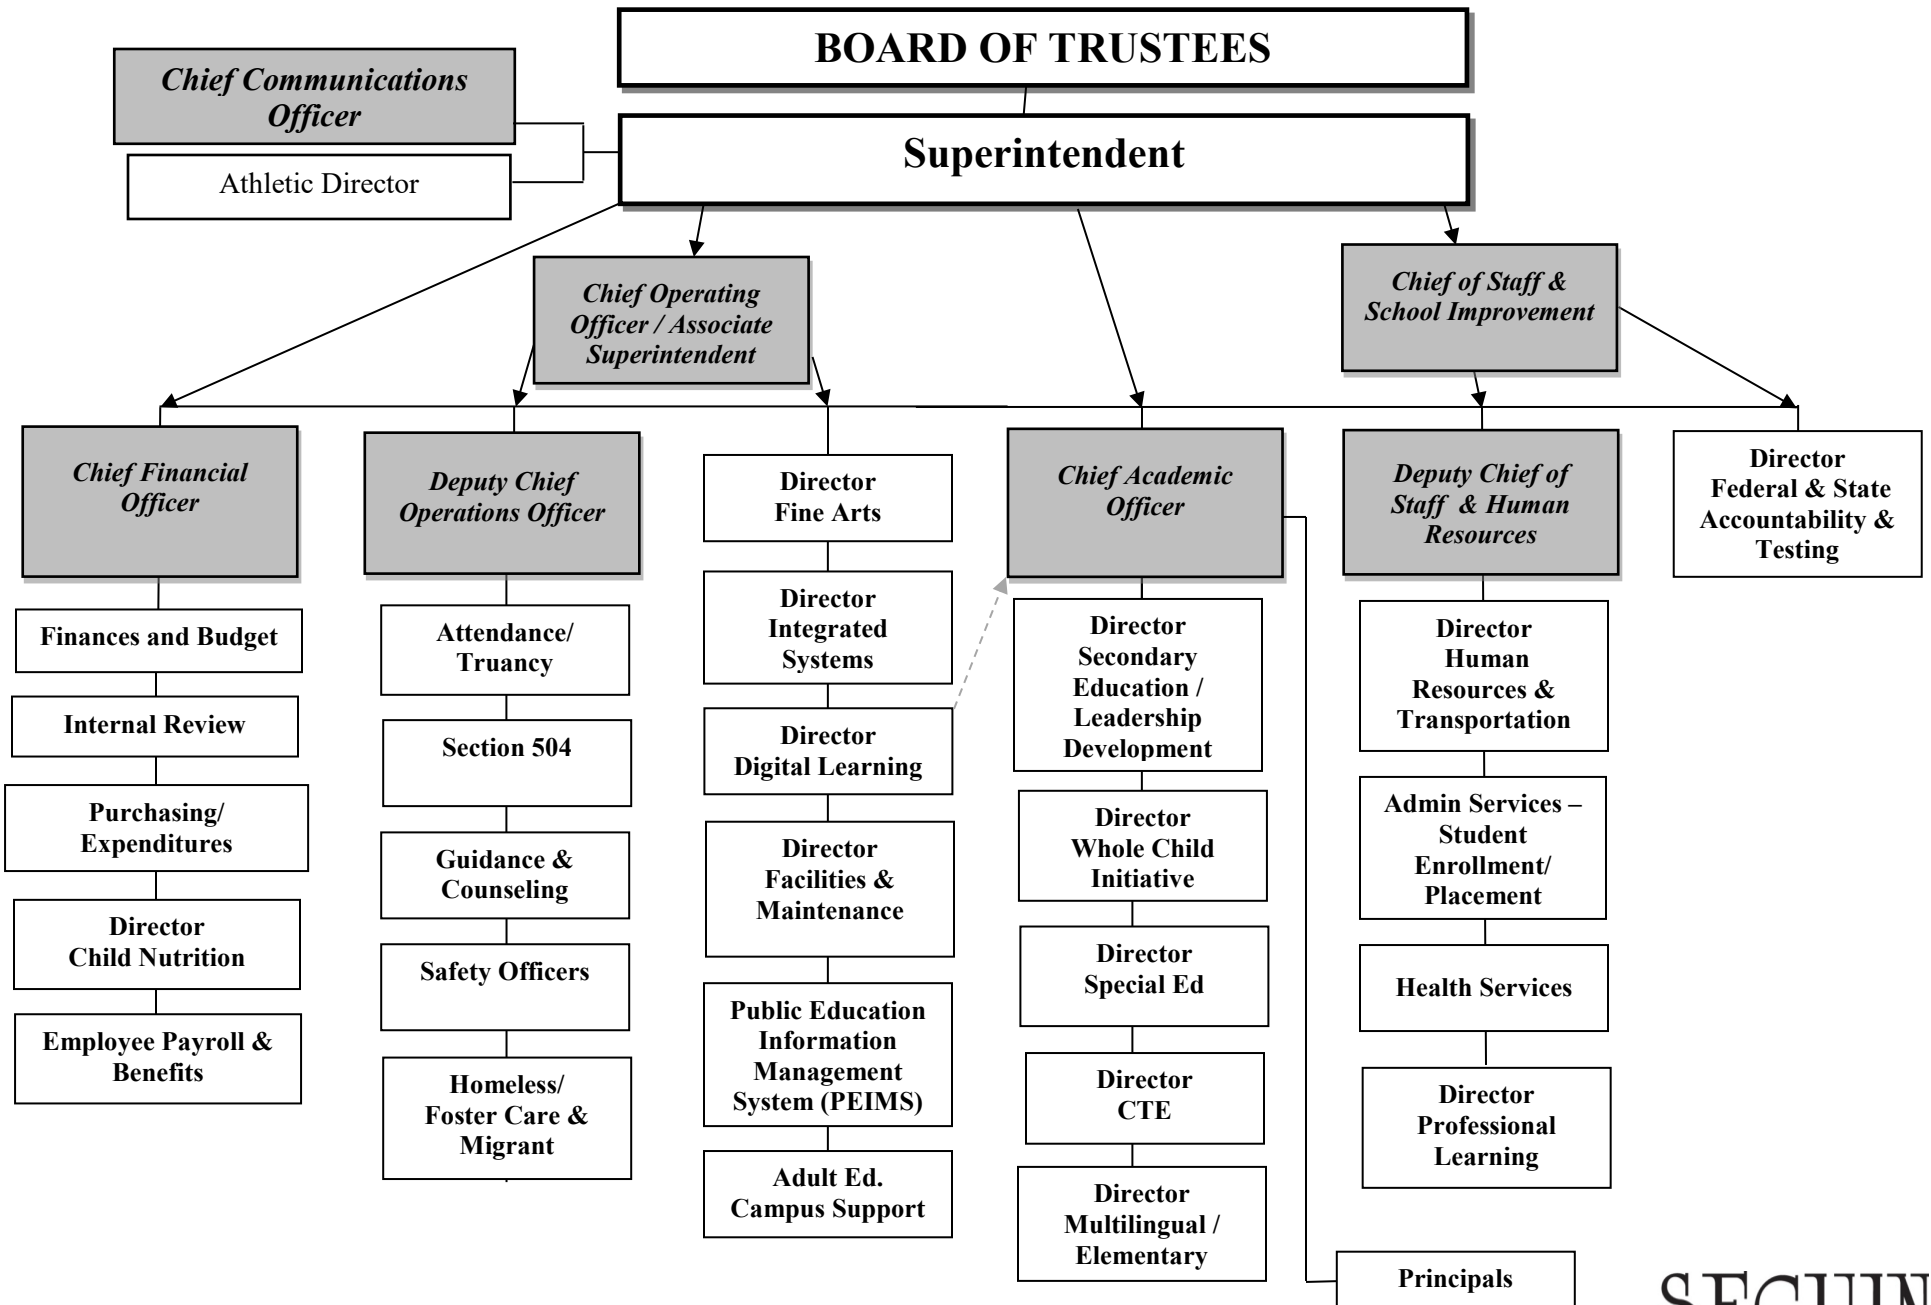 BOARD OF TRUSTEES
Chief Communications
Officer
Superintendent
Athletic Director
Chief Operating
Officer / Associate
Superintendent
Chief of Staff &
School Improvement
Chief Financial
Officer
Finances and Budget
Internal Review
Purchasing/
Expenditures
Director
Child Nutrition
Employee Payroll &
Benefits
Deputy Chief
Operations Officer
Attendance/
Truancy
Section 504
Guidance &
Counseling
Safety Officers
Homeless/
Foster Care &
Migrant
Director
Fine Arts
Director
Integrated
Systems
Director
Digital Learning
Director
Facilities &
Maintenance
Public Education
Information
Management
System (PEIMS)
Adult Ed.
Campus Support
Chief Academic
Officer
Director
Secondary
Education /
Leadership
Development
Director
Whole Child
Initiative
Director
Special Ed
Director
CTE
Director
Multilingual /
Elementary
Principals
Deputy Chief of
Staff & Human
Resources
Director
Human
Resources &
Transportation
Admin Services –
Student
Enrollment/
Placement
Health Services
Director
Professional
Learning
Director
Federal & State
Accountability &
Testing
SEGUIN